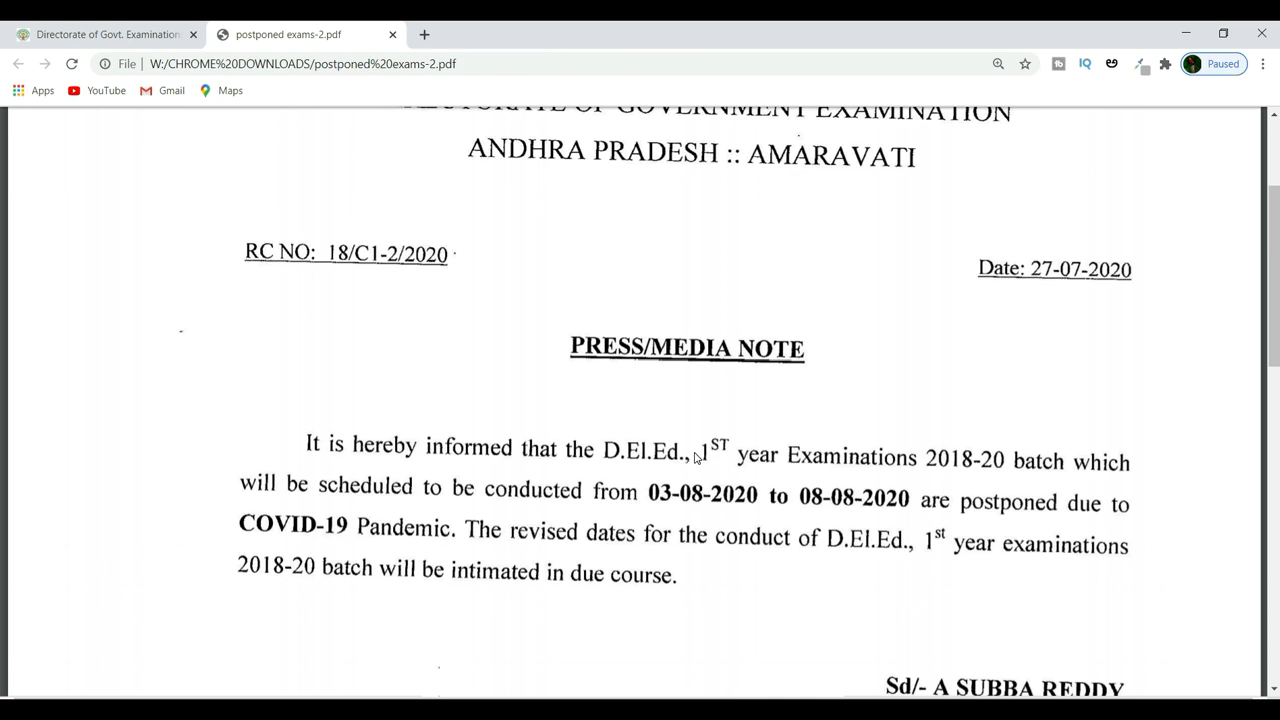 Directorate of Govt. Examination
postponed exams-2.pdf
File
W:/CHROME%20DOWNLOADS/postponed%20exams-2.pdf
Paused
Apps
YouTube
Gmail
Maps
OF GOVERNMENT EXAMINATION
ANDHRA PRADESH :: AMARAVATI
RC NO: 18/C1-2/2020
Date: 27-07-2020
PRESS/MEDIA NOTE
It is hereby informed that the D.El.Ed., 1ST year Examinations 2018-20 batch which
will be scheduled to be conducted from 03-08-2020 to 08-08-2020 are postponed due to
COVID-19 Pandemic. The revised dates for the conduct of D.El.Ed., 1st year examinations
2018-20 batch will be intimated in due course.
Sd/- A SUBBA REDDY